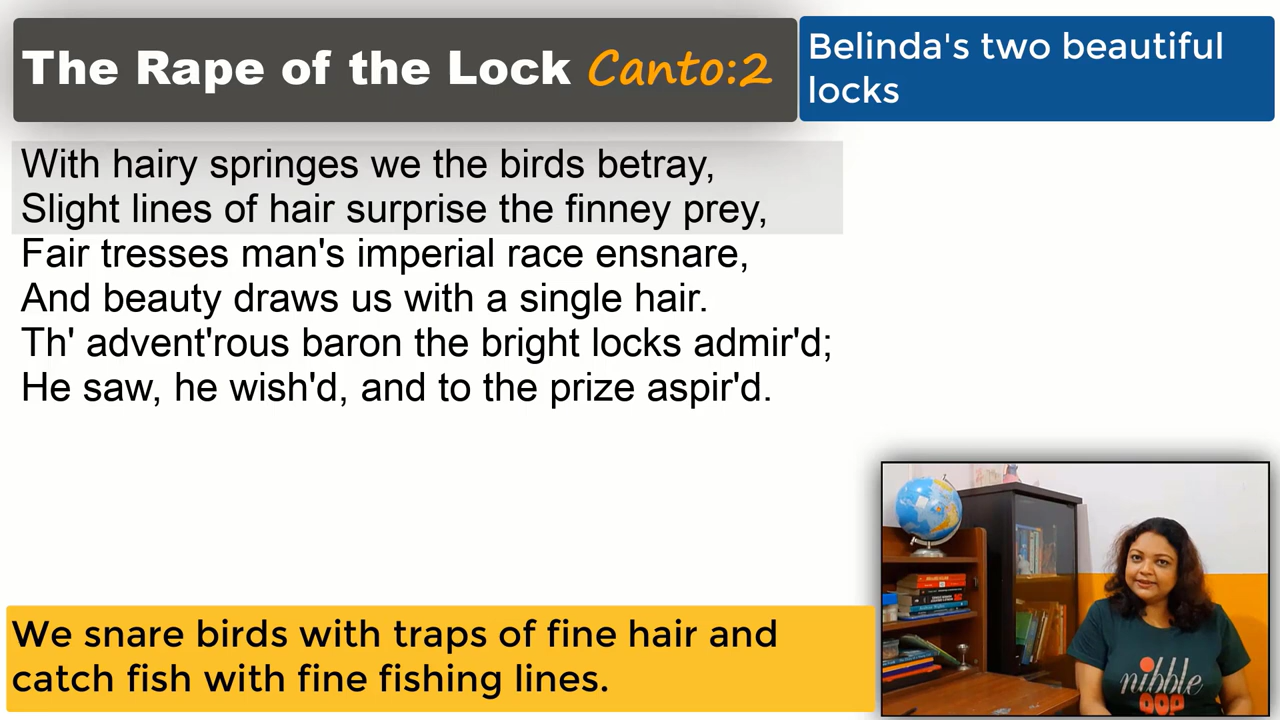 The Rape of the Lock Canto:2
Belinda's two beautiful
locks
With hairy springes we the birds betray,
Slight lines of hair surprise the finney prey,
Fair tresses man's imperial race ensnare,
And beauty draws us with a single hair.
Th' advent'rous baron the bright locks admir'd;
He saw, he wish'd, and to the prize aspir'd.
We snare birds with traps of fine hair and
catch fish with fine fishing lines.
nibble